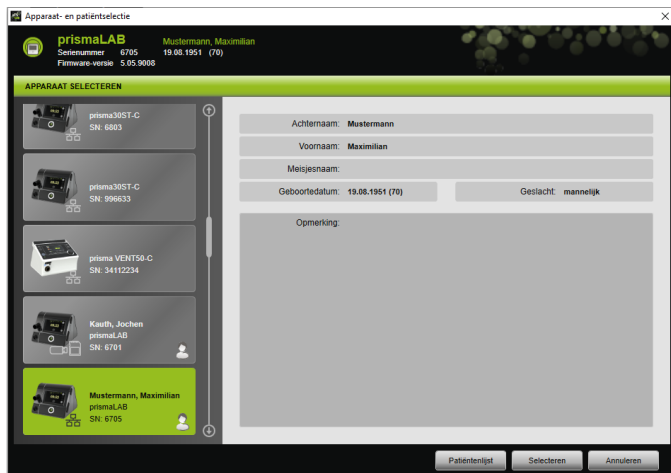 Apparaat- en patiëntselectie
prismaLAB
Serienummer 6705
Firmware-versie 5.05.9008
Mustermann, Maximilian
19.08.1951 (70)
APPARAAT SELECTEREN
prisma30ST-C
SN: 6803
prisma30ST-C
SN: 996633
prisma VENT50-C
SN: 34112234
Kauth, Jochen
prismaLAB
SN: 6701
Mustermann, Maximilian
prismaLAB
SN: 6705
Achternaam: Mustermann
Voornaam: Maximilian
Meisjesnaam:
Geboortedatum: 19.08.1951 (70) Geslacht: mannelijk
Opmerking:
Patiëntenlijst Selecteren Annuleren